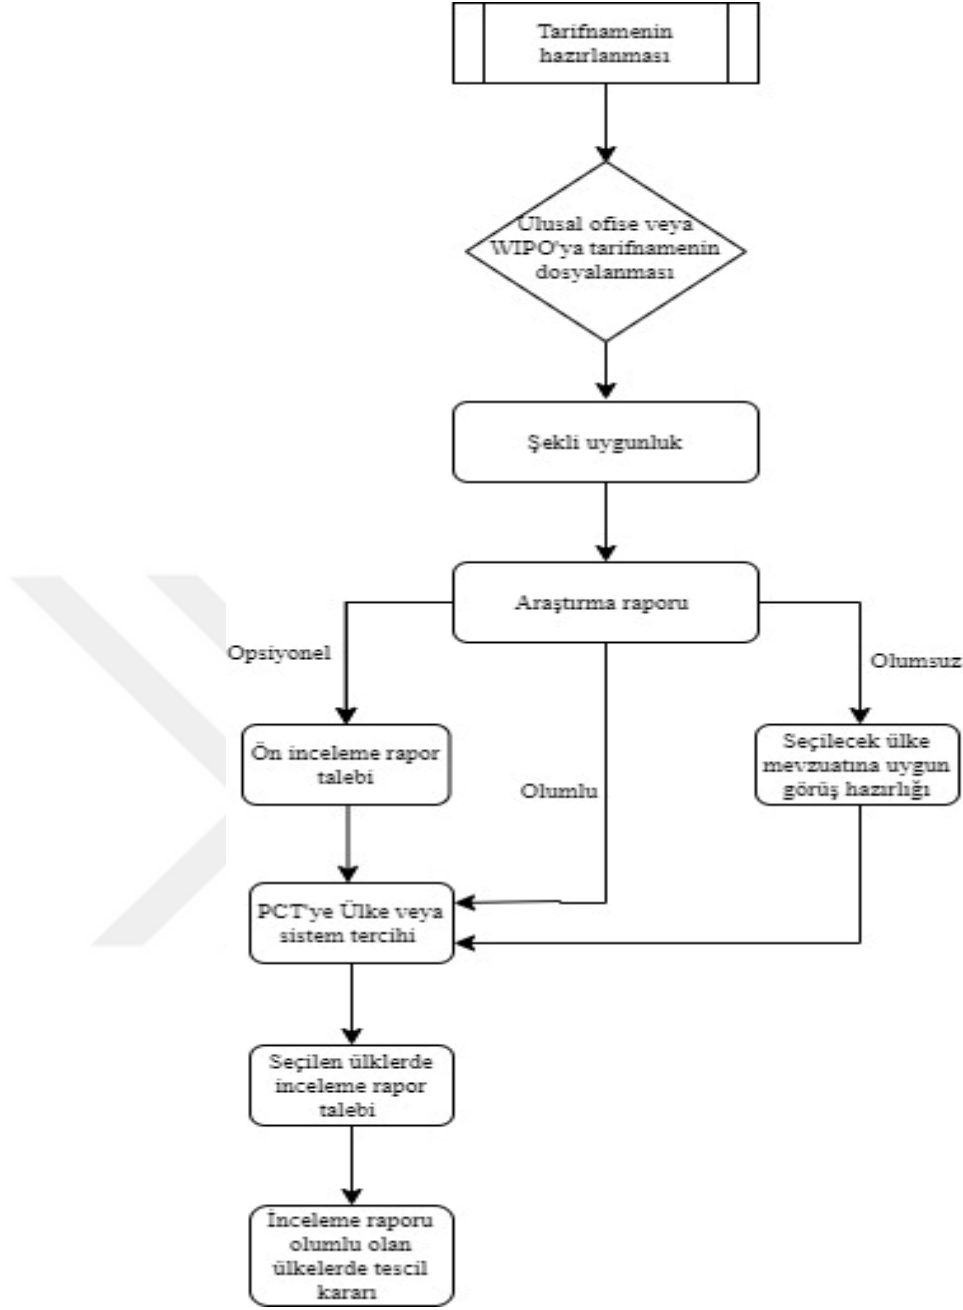 Tarifnamenin
hazırlanması
Ulusal ofise veya
WIPO'ya tarifnamenin
dosyalanması
Şekli uygunluk
Araştırma raporu
Opsiyonel
Olumsuz
Ön inceleme rapor
talebi
Olumlu
Seçilecek ülke
mevzuatına uygun
görüş hazırlığı
PCT'ye Ülke veya
sistem tercihi
Seçilen ülklerde
inceleme rapor
talebi
İnceleme raporu
olumlu olan
ülkelerde tescil
kararı